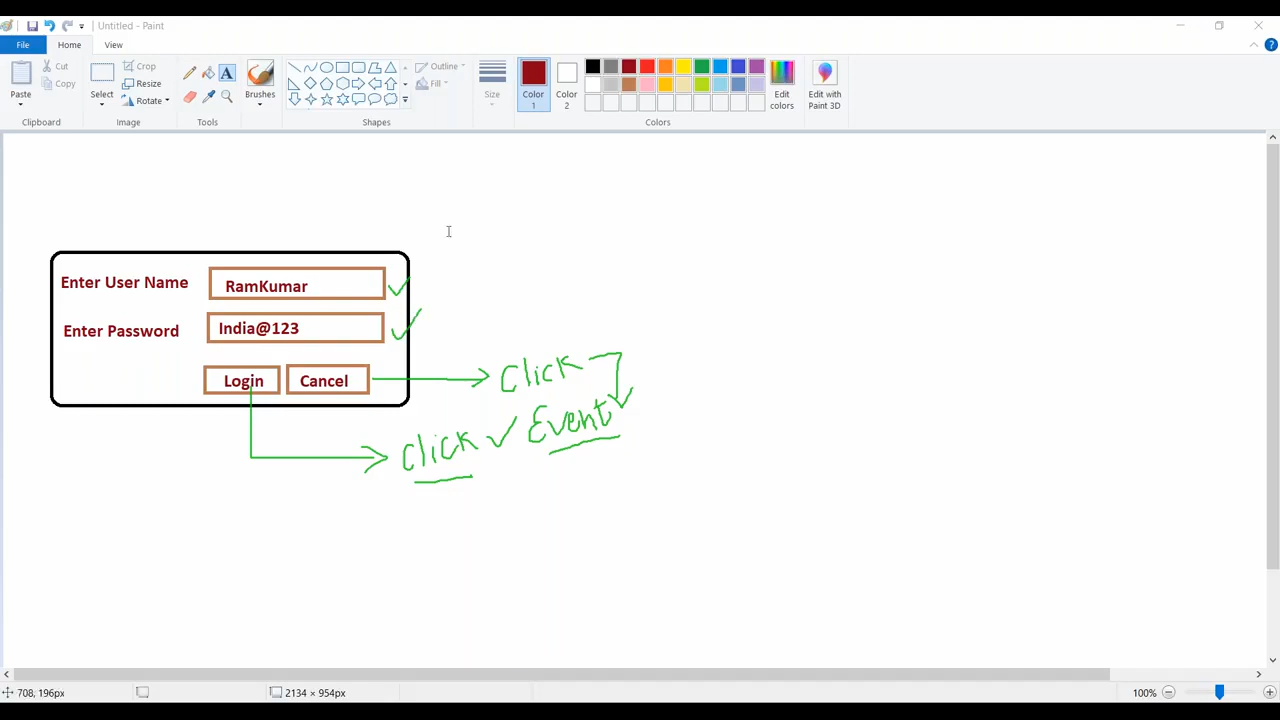 Untitled - Paint
File Home View
Paste Cut Copy
Clipboard
Select Crop Resize Rotate
Image
Tools
Brushes
Outline Fill
Shapes
Size
Color 1
Color 2
Edit colors
Colors
Edit with Paint 3D
Enter User Name RamKumar
Enter Password India@123
Login Cancel
Click
Event
click
708, 196px
2134 × 954px
100%